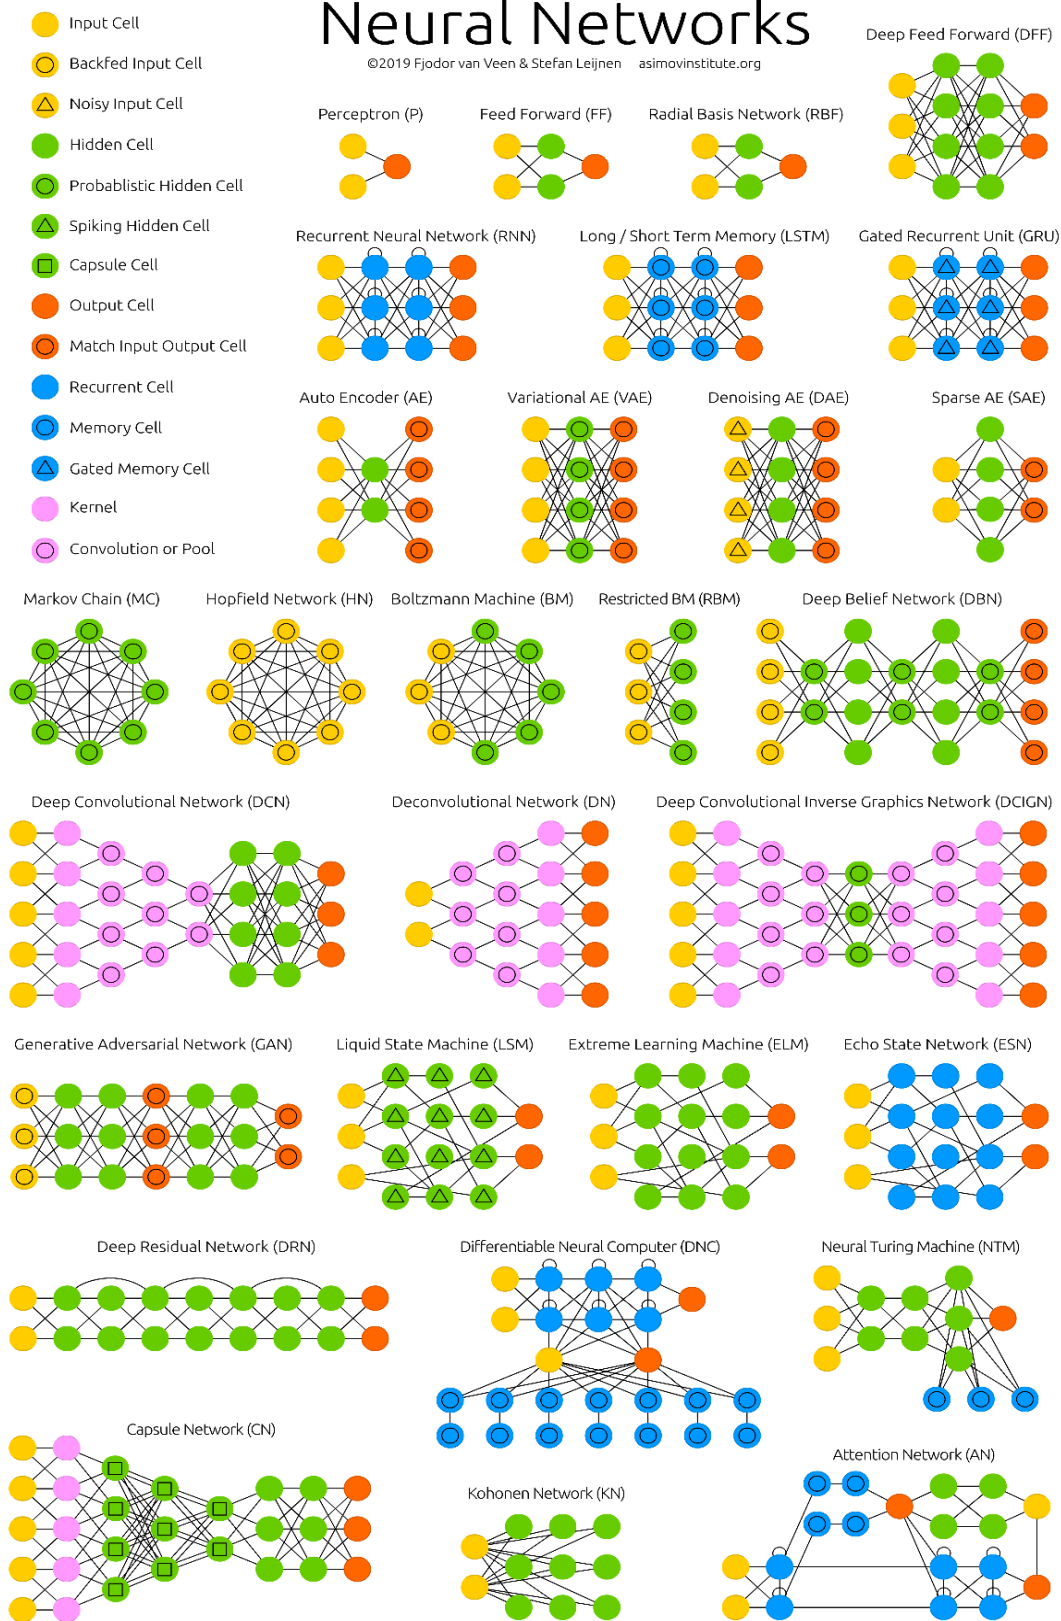 Neural Networks
©2019 Fjodor van Veen & Stefan Leijnen asimovinstitute.org
Input Cell
Backfed Input Cell
Noisy Input Cell
Hidden Cell
Probablistic Hidden Cell
Spiking Hidden Cell
Capsule Cell
Output Cell
Match Input Output Cell
Recurrent Cell
Memory Cell
Gated Memory Cell
Kernel
Convolution or Pool
Deep Feed Forward (DFF)
Perceptron (P)
Feed Forward (FF)
Radial Basis Network (RBF)
Recurrent Neural Network (RNN)
Long / Short Term Memory (LSTM)
Gated Recurrent Unit (GRU)
Auto Encoder (AE)
Variational AE (VAE)
Denoising AE (DAE)
Sparse AE (SAE)
Markov Chain (MC)
Hopfield Network (HN)
Boltzmann Machine (BM)
Restricted BM (RBM)
Deep Belief Network (DBN)
Deep Convolutional Network (DCN)
Deconvolutional Network (DN)
Deep Convolutional Inverse Graphics Network (DCIGN)
Generative Adversarial Network (GAN)
Liquid State Machine (LSM)
Extreme Learning Machine (ELM)
Echo State Network (ESN)
Deep Residual Network (DRN)
Differentiable Neural Computer (DNC)
Neural Turing Machine (NTM)
Capsule Network (CN)
Kohonen Network (KN)
Attention Network (AN)